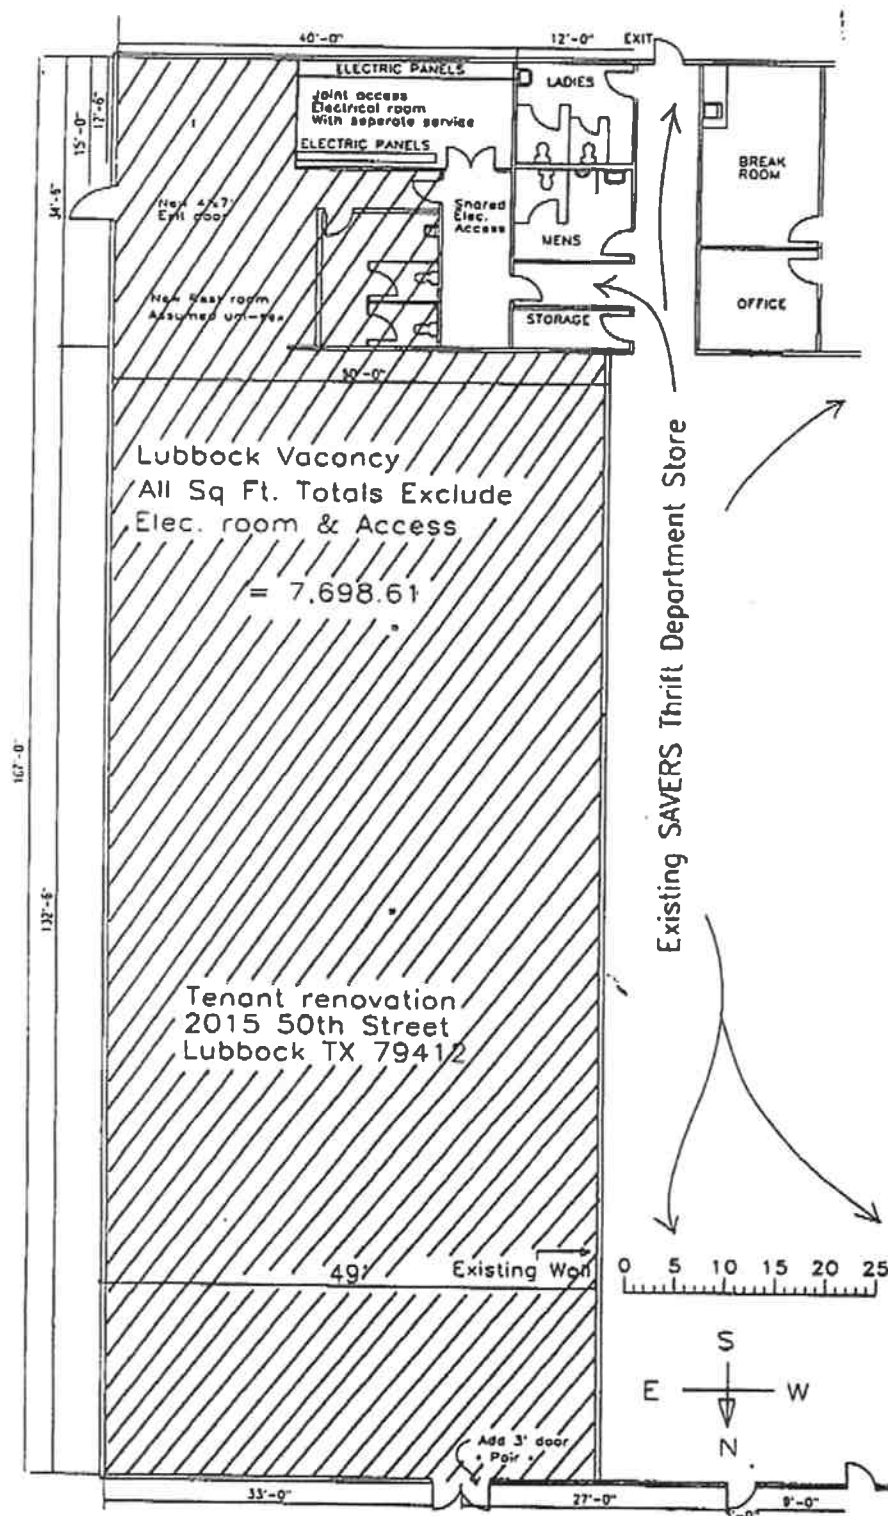 40'-0"
12'-0"
EXIT
ELECTRIC PANELS
Joint access
Electrical room
With seperate service
ELECTRIC PANELS
LADIES
BREAK
ROOM
17'-6"
15'-0"
34'-6"
New 4'x7'
Exit door
Shared
Elec.
Access
MENS
New Rest room
Assumed uni-sex
STORAGE
OFFICE
50'-0"
Lubbock Vacancy
All Sq Ft. Totals Exclude
Elec. room & Access
= 7,698.61
Existing SAVERS Thrift Department Store
167'-0"
132'-6"
Tenant renovation
2015 50th Street
Lubbock TX 79412
49'
Existing Wall
0 5 10 15 20 25
S
E W
N
Add 3' door
Pair
33'-0"
27'-0"
9'-0"